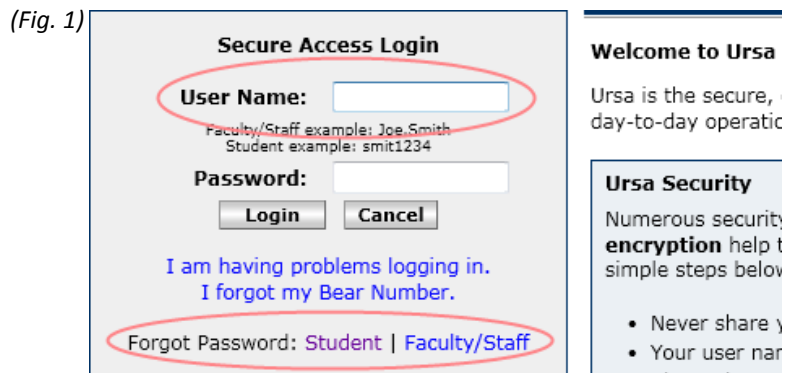 (Fig. 1)
Secure Access Login
User Name:
Faculty/Staff example: Joe.Smith
Student example: smit1234
Password:
Login Cancel
I am having problems logging in.
I forgot my Bear Number.
Forgot Password: Student | Faculty/Staff
Welcome to Ursa
Ursa is the secure,
day-to-day operatio
Ursa Security
Numerous security
encryption help t
simple steps below
• Never share y
• Your user nam